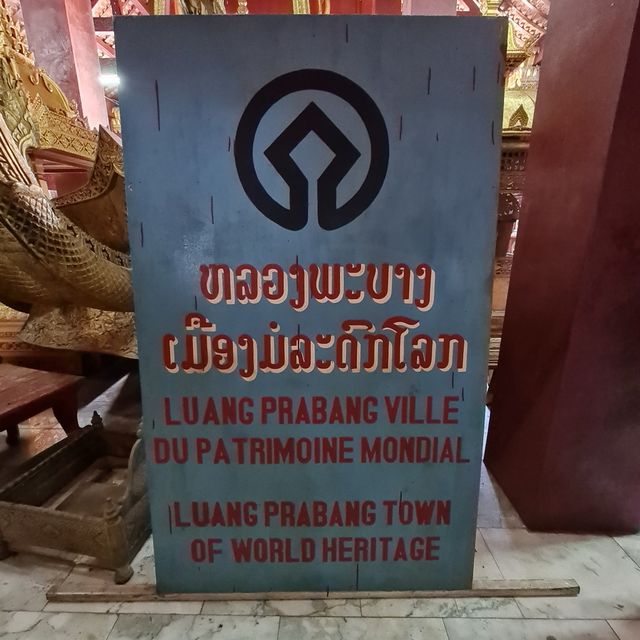 ຫລວງພະບາງ
ເມືອງມໍລະດົກໂລກ
LUANG PRABANG VILLE
DU PATRIMOINE MONDIAL
LUANG PRABANG TOWN
OF WORLD HERITAGE